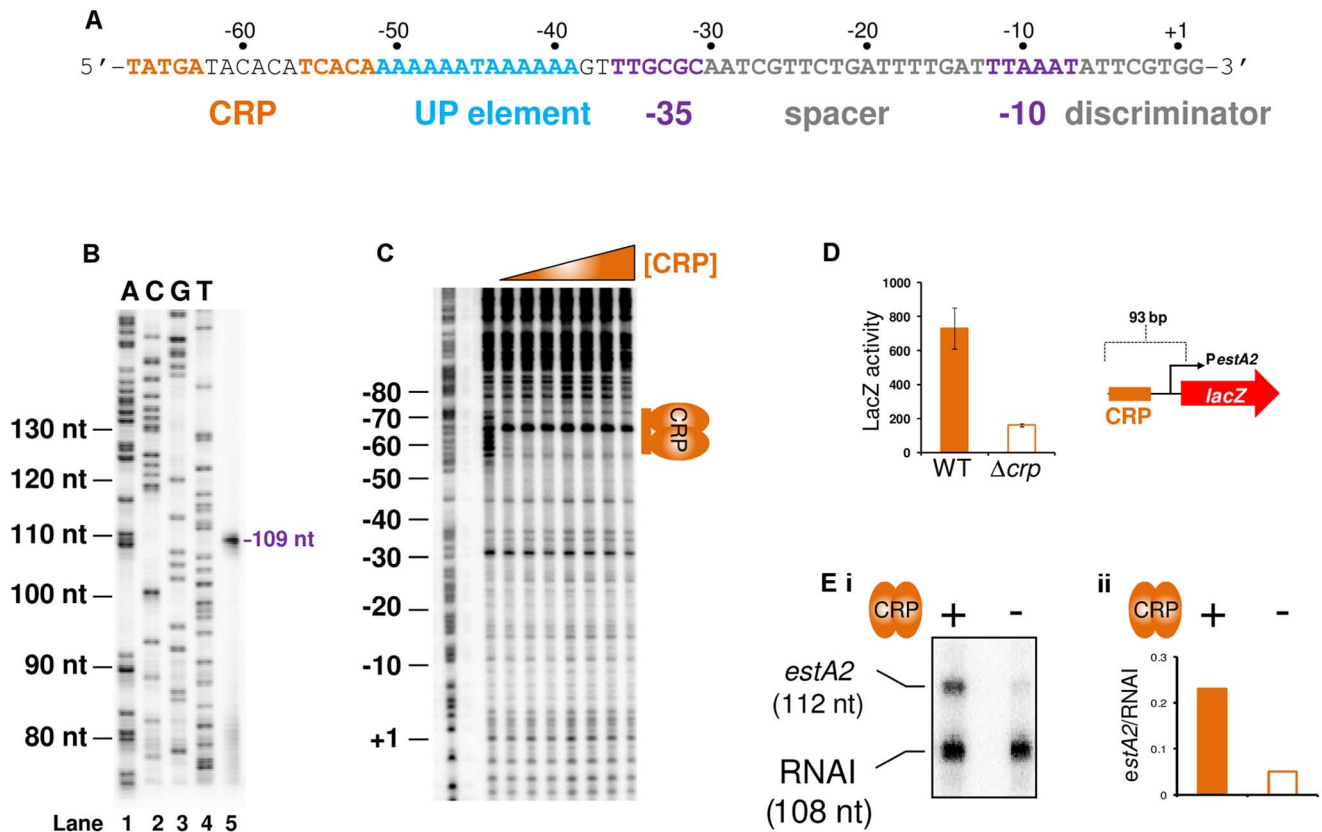 A
-60 -50 -40 -30 -20 -10 +1
5′–TATGATACACATCACAAAAAAATAAAAAAGTTTGCGCAATCGTTCTGATTTTGATTTAAATATTCGTGG–3′
CRP UP element -35 spacer -10 discriminator
B
A C G T
130 nt
120 nt
110 nt
100 nt
90 nt
80 nt
-109 nt
Lane 1 2 3 4 5
C
[CRP]
-80
-70
-60
-50
-40
-30
-20
-10
+1
CRP
D
LacZ activity
1000
800
600
400
200
0
WT Δcrp
93 bp
PestA2
lacZ
CRP
E i
CRP + -
estA2
(112 nt)
RNAI
(108 nt)
ii
CRP + -
estA2/RNAI
0.3
0.2
0.1
0